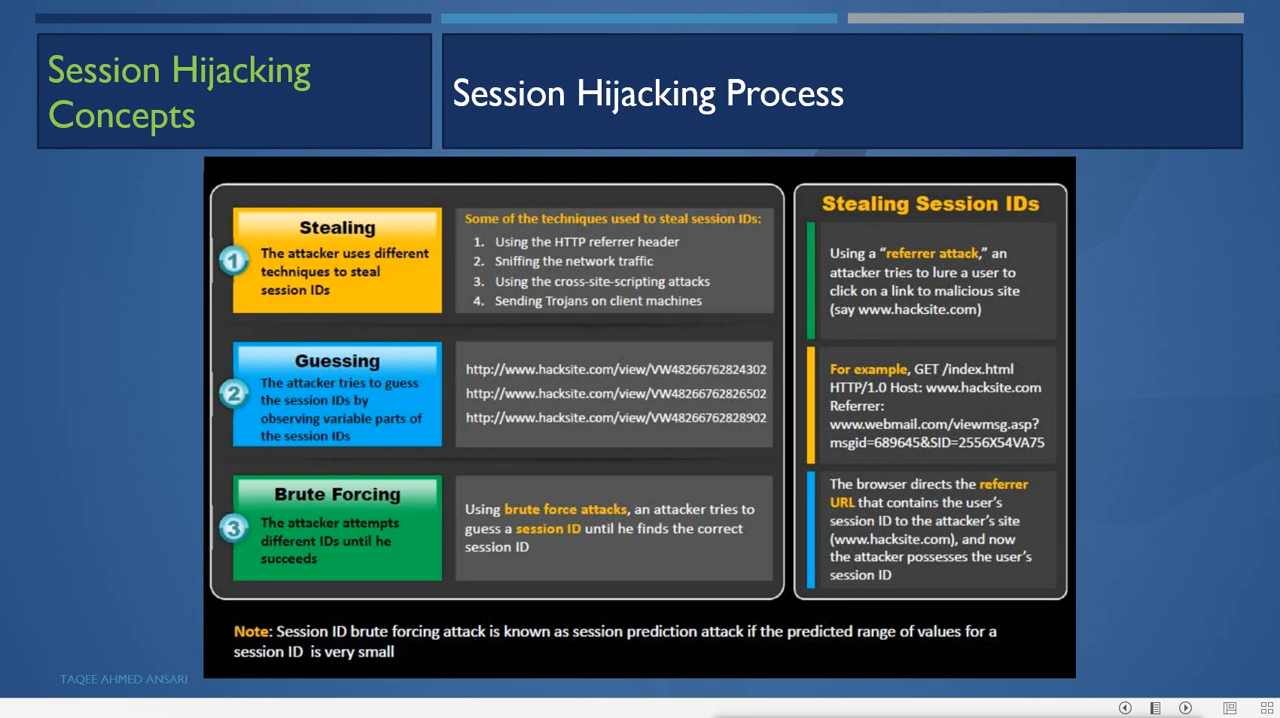 Session Hijacking
Concepts
Session Hijacking Process
1
Stealing
The attacker uses different
techniques to steal
session IDs
Some of the techniques used to steal session IDs:
1. Using the HTTP referrer header
2. Sniffing the network traffic
3. Using the cross-site-scripting attacks
4. Sending Trojans on client machines
2
Guessing
The attacker tries to guess
the session IDs by
observing variable parts of
the session IDs
http://www.hacksite.com/view/VW48266762824302
http://www.hacksite.com/view/VW48266762826502
http://www.hacksite.com/view/VW48266762828902
3
Brute Forcing
The attacker attempts
different IDs until he
succeeds
Using brute force attacks, an attacker tries to
guess a session ID until he finds the correct
session ID
Stealing Session IDs
Using a “referrer attack,” an
attacker tries to lure a user to
click on a link to malicious site
(say www.hacksite.com)
For example, GET /index.html
HTTP/1.0 Host: www.hacksite.com
Referrer:
www.webmail.com/viewmsg.asp?
msgid=689645&SID=2556X54VA75
The browser directs the referrer
URL that contains the user’s
session ID to the attacker’s site
(www.hacksite.com), and now
the attacker possesses the user’s
session ID
Note: Session ID brute forcing attack is known as session prediction attack if the predicted range of values for a
session ID is very small
TAQEE AHMED ANSARI